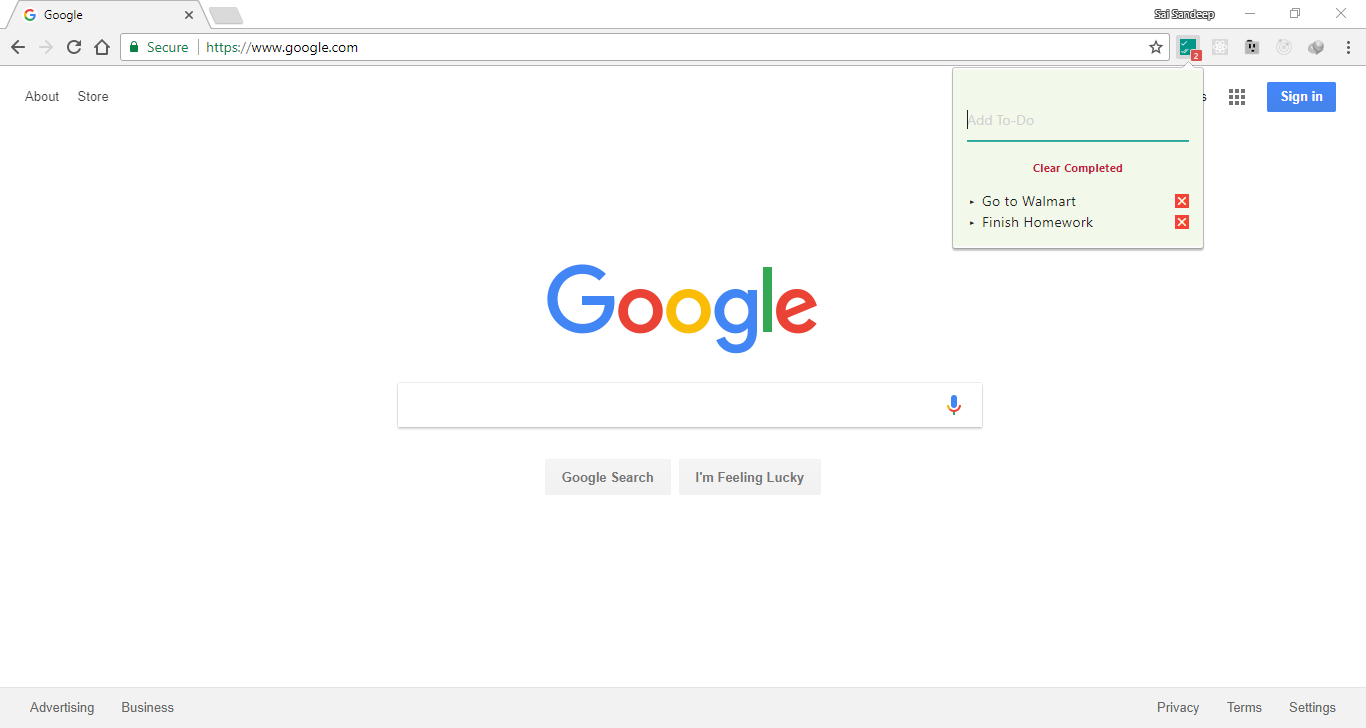 Google
Sai Sandeep
Secure https://www.google.com
2
About Store
s
Sign in
Add To-Do
Clear Completed
Go to Walmart
Finish Homework
Google
Google Search I'm Feeling Lucky
Advertising Business Privacy Terms Settings